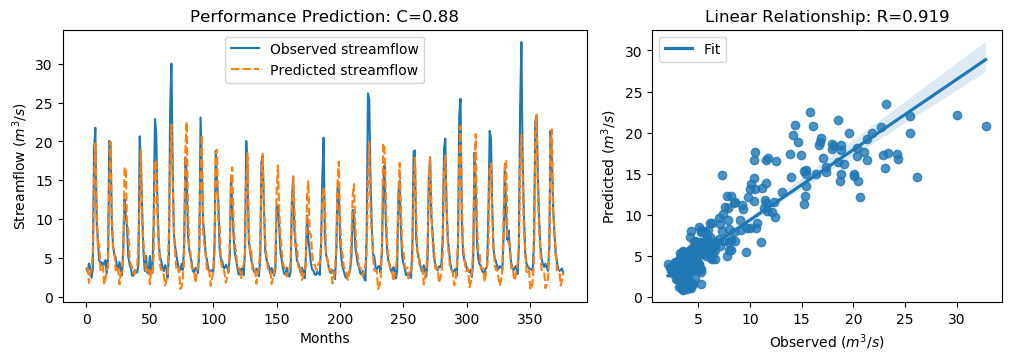 Performance Prediction: C=0.88
Observed streamflow
Predicted streamflow
Streamflow (m³/s)
30
25
20
15
10
5
0
0 50 100 150 200 250 300 350
Months
Linear Relationship: R=0.919
Fit
Predicted (m³/s)
30
25
20
15
10
5
0
5 10 15 20 25 30
Observed (m³/s)